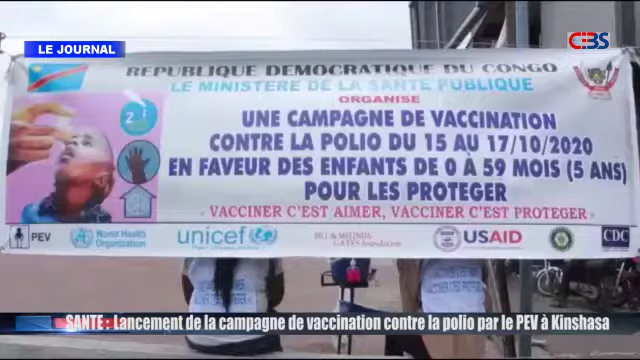 LE JOURNAL
CBS
REPUBLIQUE DEMOCRATIQUE DU CONGO
LE MINISTERE DE LA SANTE PUBLIQUE
ORGANISE
UNE CAMPAGNE DE VACCINATION
CONTRE LA POLIO DU 15 AU 17/10/2020
EN FAVEUR DES ENFANTS DE 0 À 59 MOIS (5 ANS)
POUR LES PROTEGER
« VACCINER C'EST AIMER, VACCINER C'EST PROTEGER »
PEV World Health Organization unicef BILL & MELINDA GATES foundation USAID CDC
SANTE : Lancement de la campagne de vaccination contre la polio par le PEV à Kinshasa